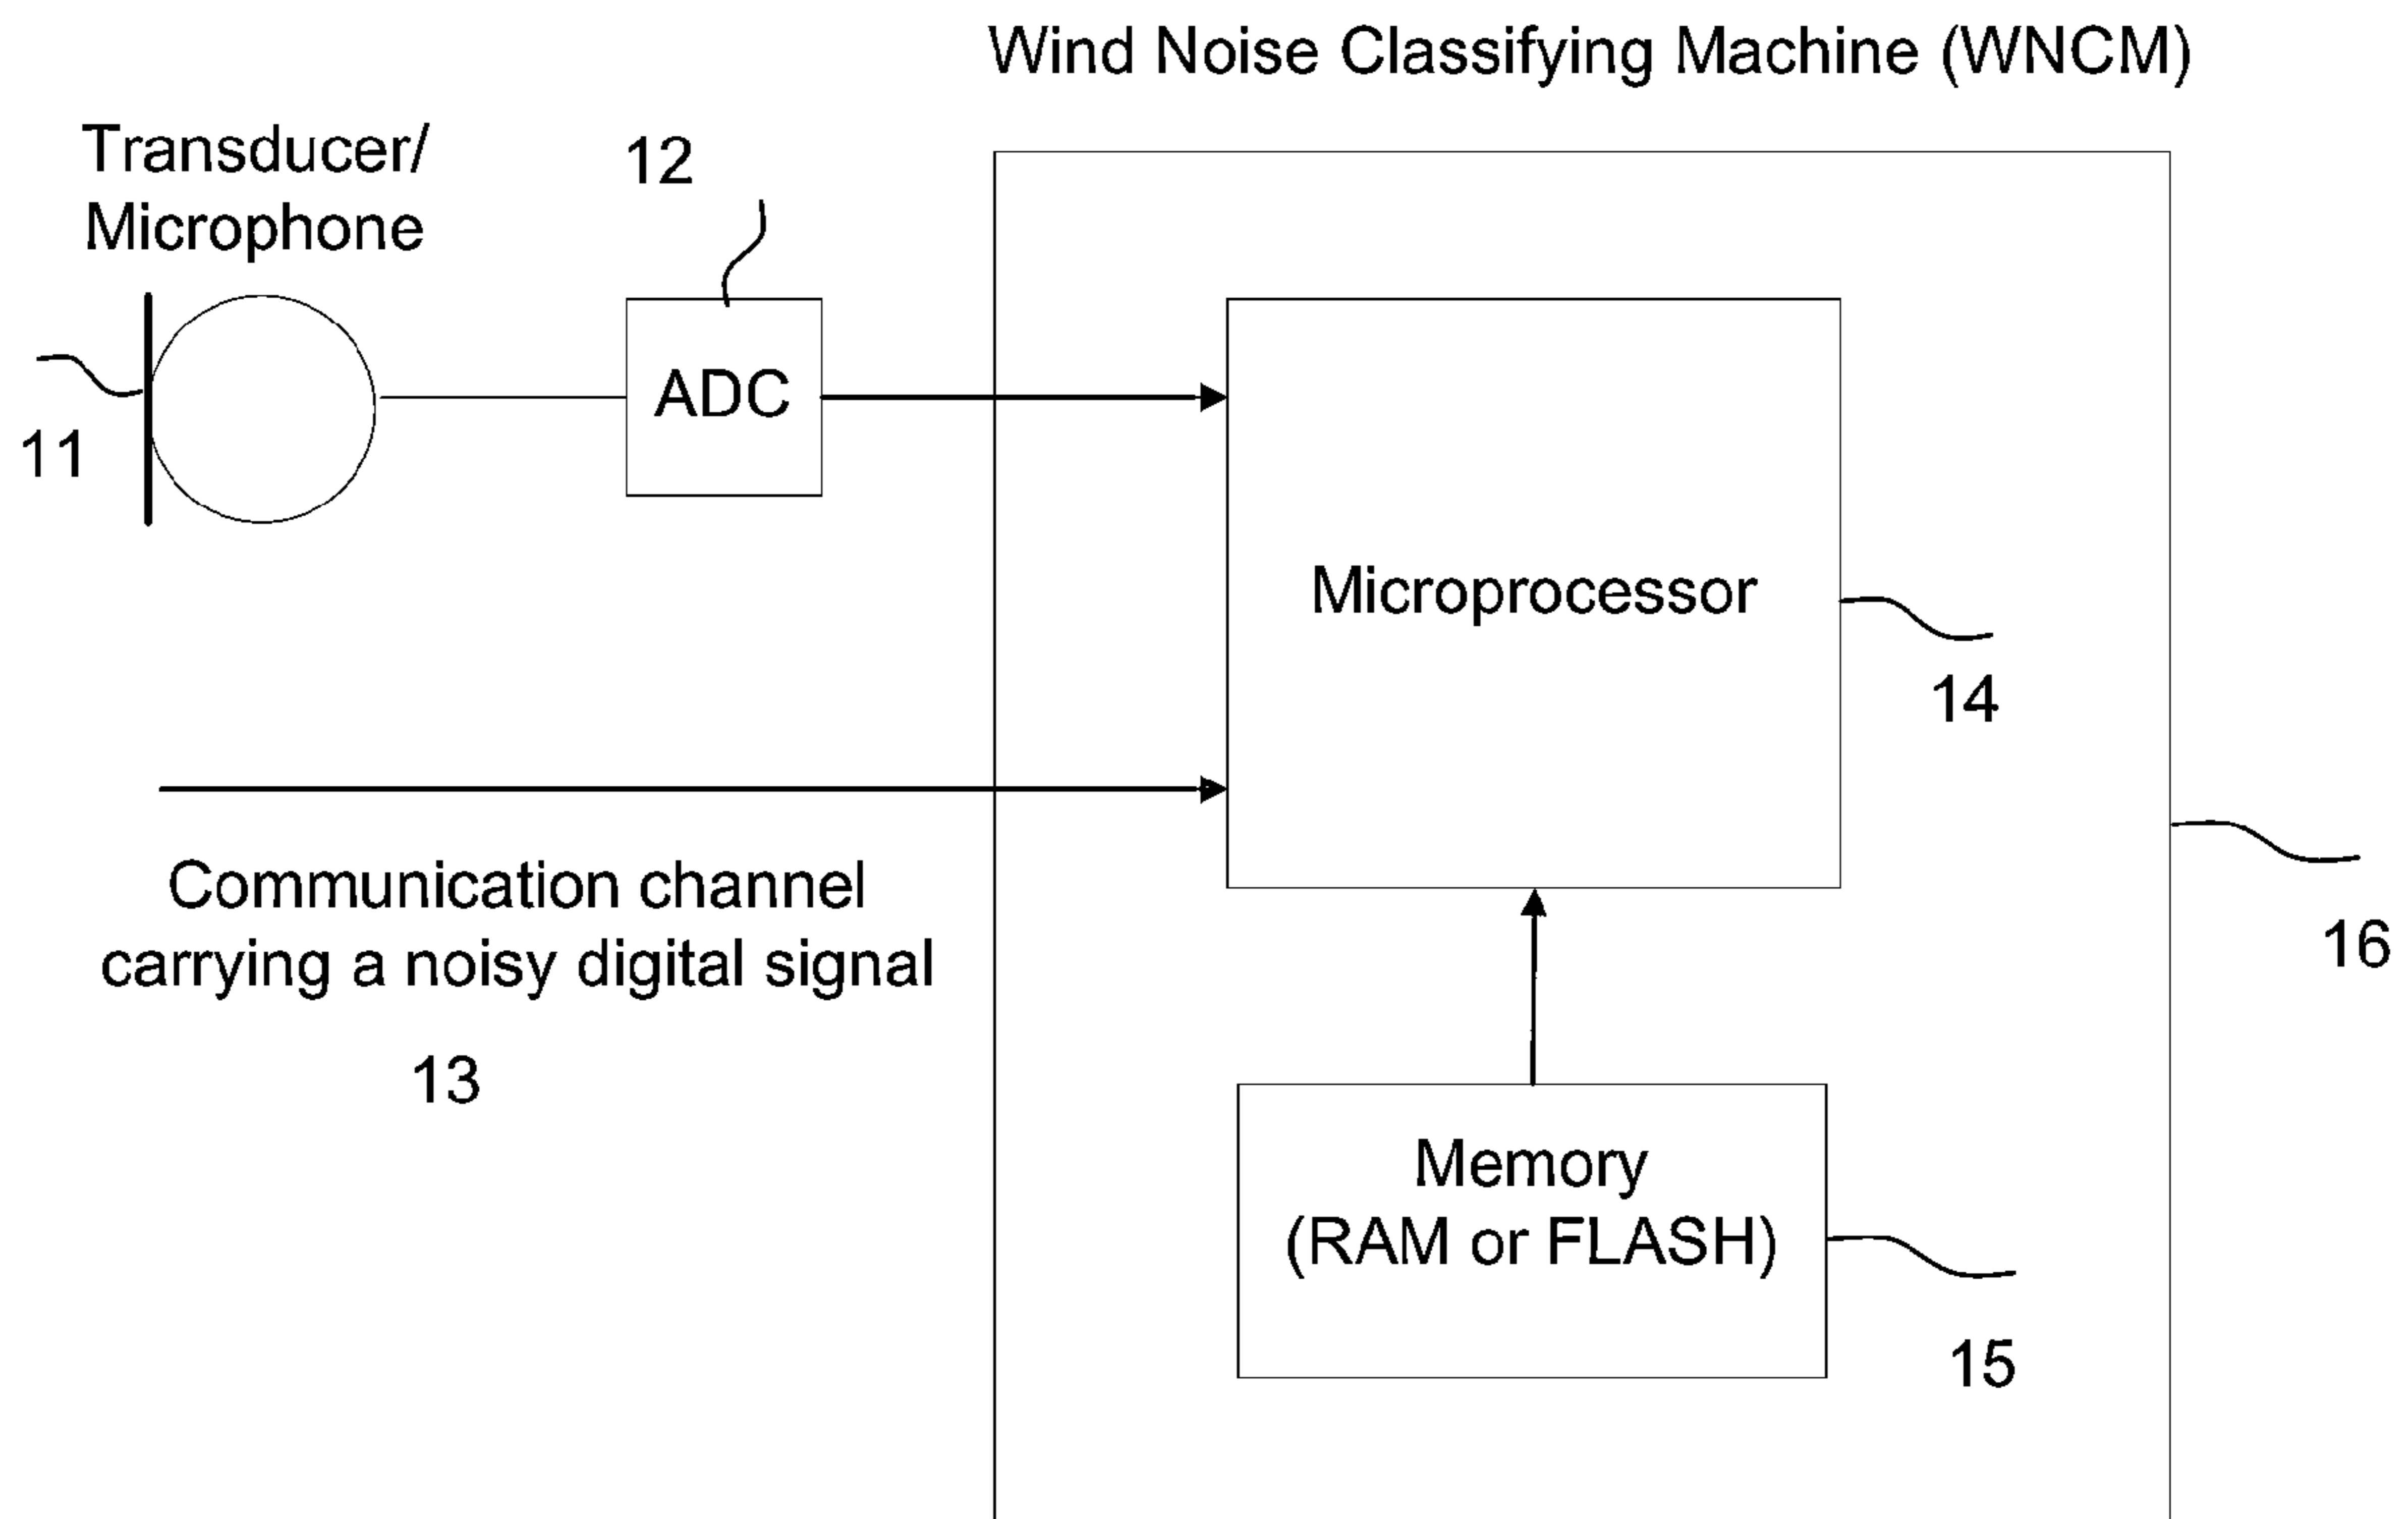 Wind Noise Classifying Machine (WNCM)
Transducer/
Microphone
12
ADC
11
Microprocessor
14
Communication channel
carrying a noisy digital signal
13
16
Memory
(RAM or FLASH)
15